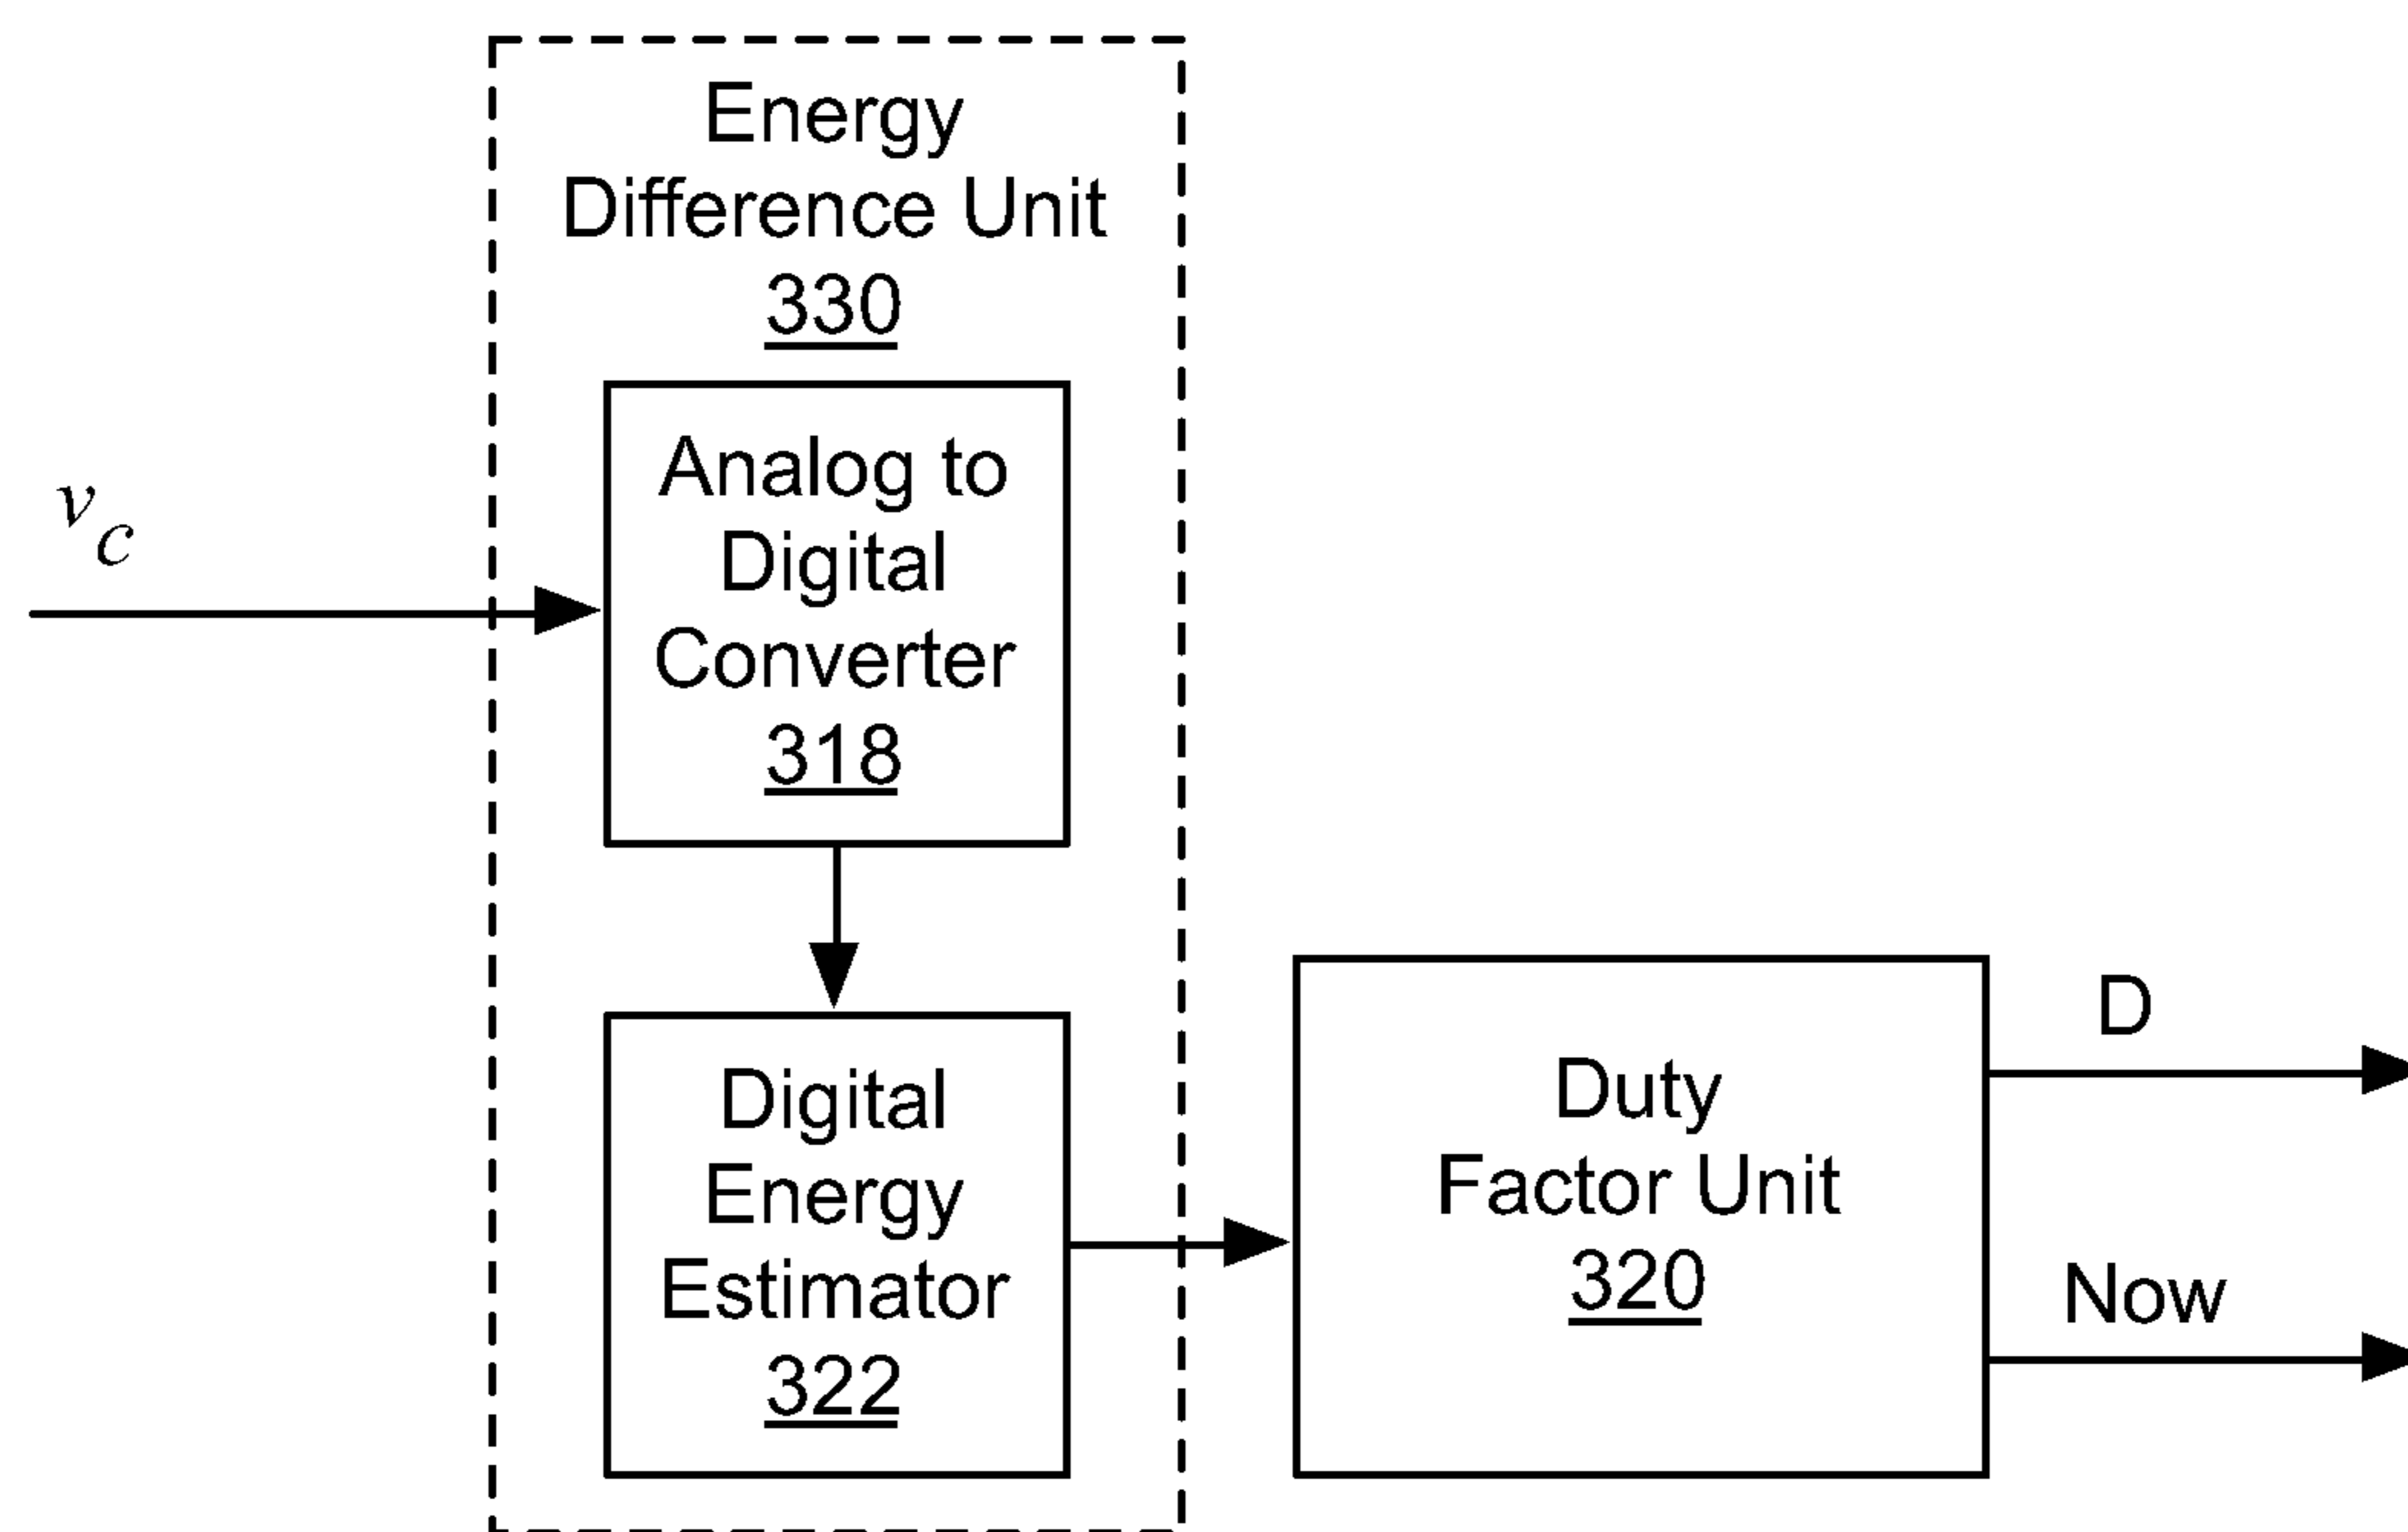 Energy
Difference Unit
330
v_c
Analog to
Digital
Converter
318
Digital
Energy
Estimator
322
Duty
Factor Unit
320
D
Now